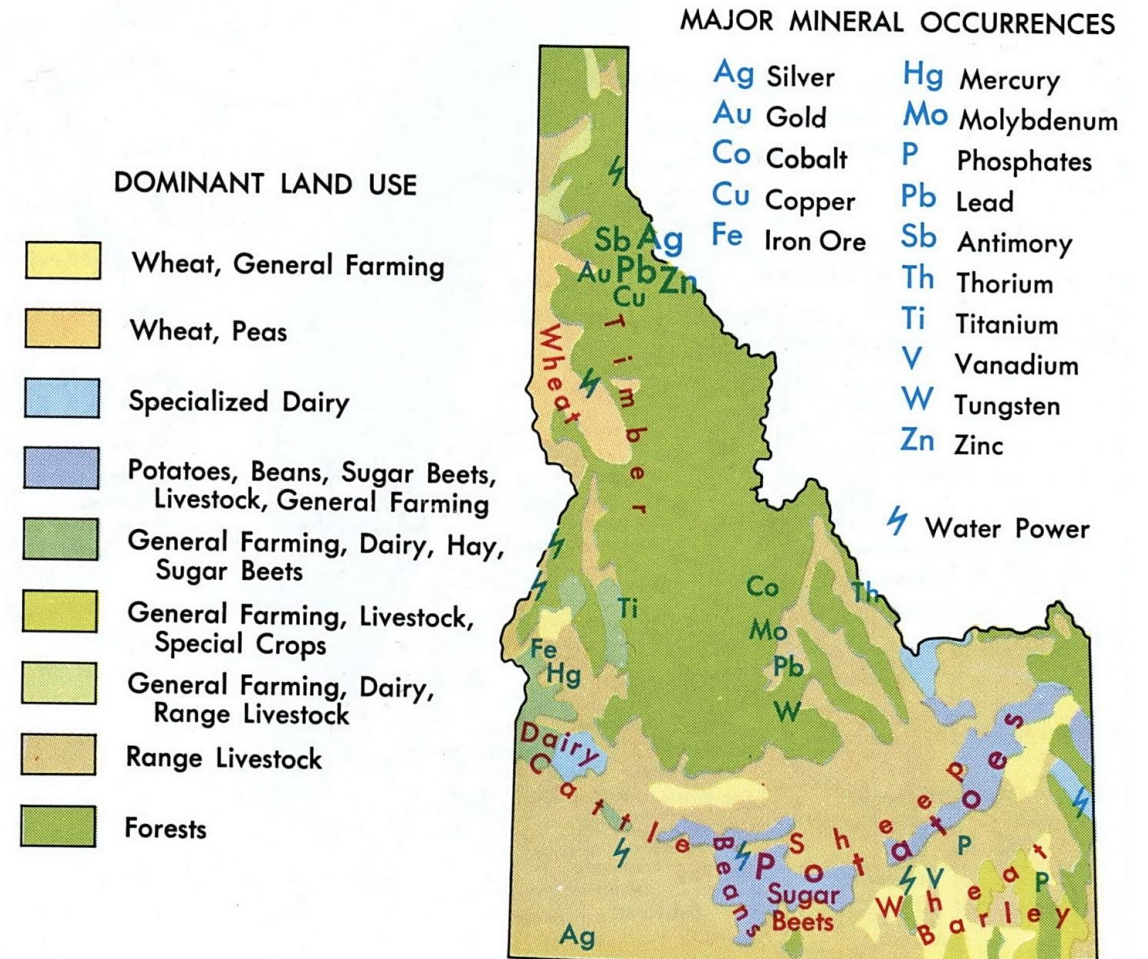 MAJOR MINERAL OCCURRENCES
Ag Silver
Au Gold
Co Cobalt
Cu Copper
Fe Iron Ore
Hg Mercury
Mo Molybdenum
P Phosphates
Pb Lead
Sb Antimory
Th Thorium
Ti Titanium
V Vanadium
W Tungsten
Zn Zinc
Water Power
DOMINANT LAND USE
Wheat, General Farming
Wheat, Peas
Specialized Dairy
Potatoes, Beans, Sugar Beets,
Livestock, General Farming
General Farming, Dairy, Hay,
Sugar Beets
General Farming, Livestock,
Special Crops
General Farming, Dairy,
Range Livestock
Range Livestock
Forests
Sb Ag
Au Pb Zn
Cu
Timber
Wheat
Co
Th
Ti
Mo
Fe
Pb
Hg
W
Dairy
Cattle
Sheep
Potatoes
Beans
Sugar
Beets
P
V
P
Wheat
Barley
Ag